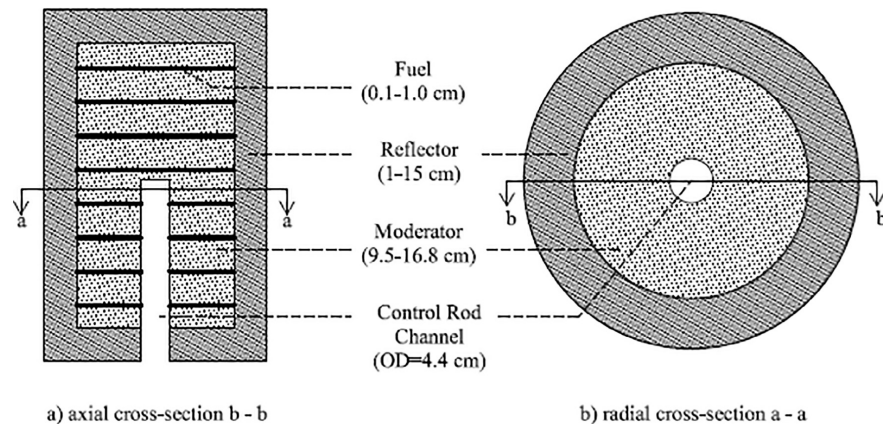 Fuel
(0.1-1.0 cm)
Reflector
(1-15 cm)
a
a
b
b
Moderator
(9.5-16.8 cm)
Control Rod
Channel
(OD=4.4 cm)
a) axial cross-section b - b
b) radial cross-section a - a